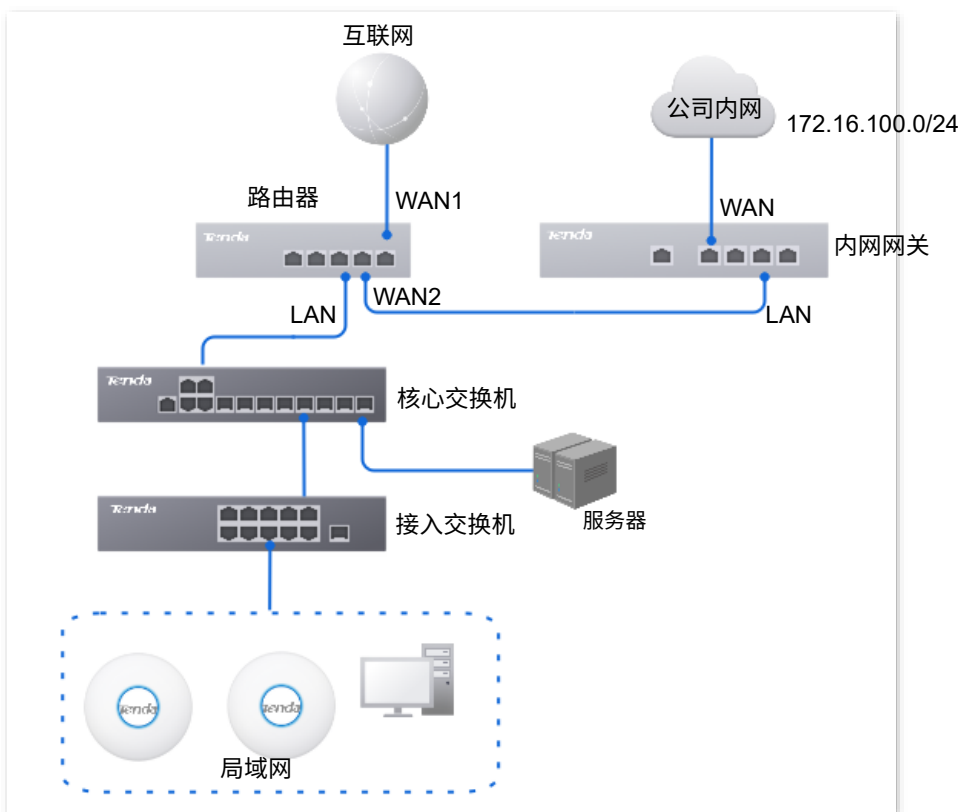 互联网
公司内网
172.16.100.0/24
路由器
WAN1
WAN
Tenda
Tenda
内网网关
LAN
WAN2
LAN
Tenda
核心交换机
Tenda
接入交换机
服务器
Tenda
Tenda
局域网